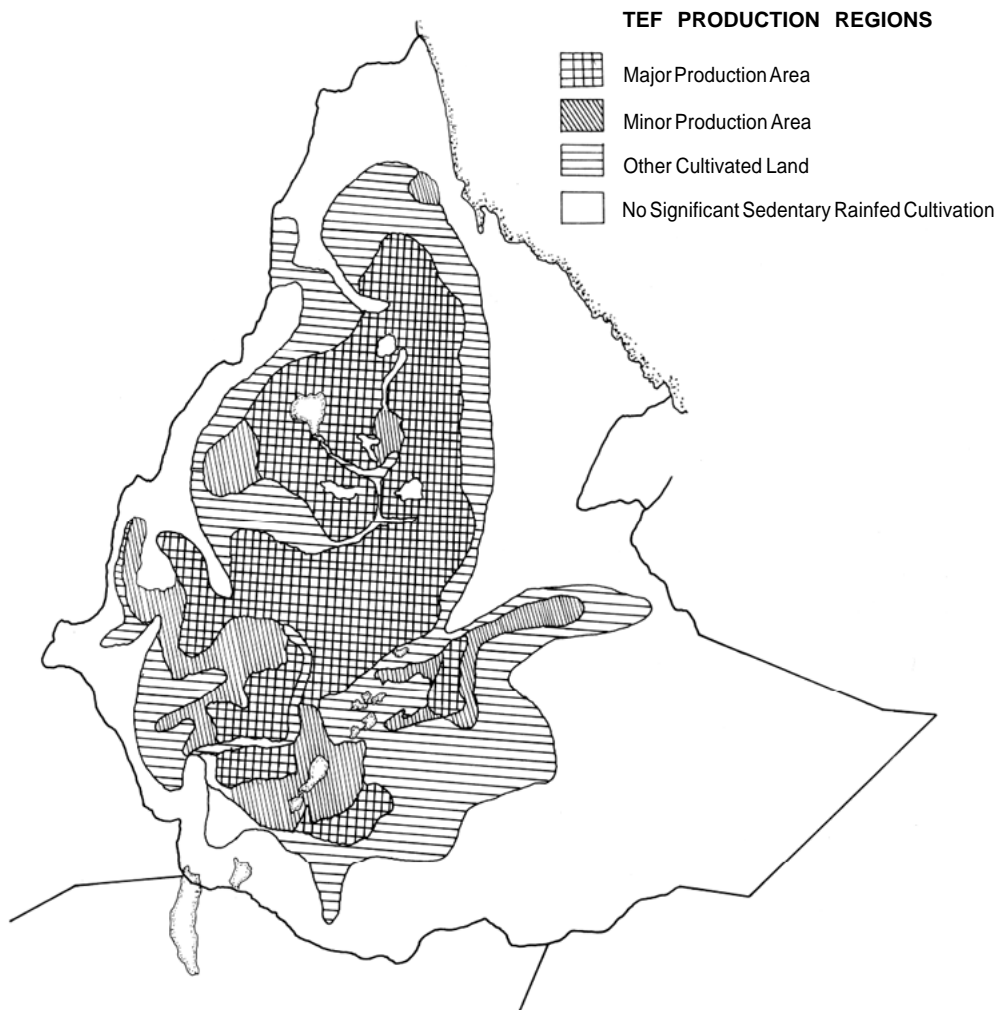 TEF PRODUCTION REGIONS
Major Production Area
Minor Production Area
Other Cultivated Land
No Significant Sedentary Rainfed Cultivation